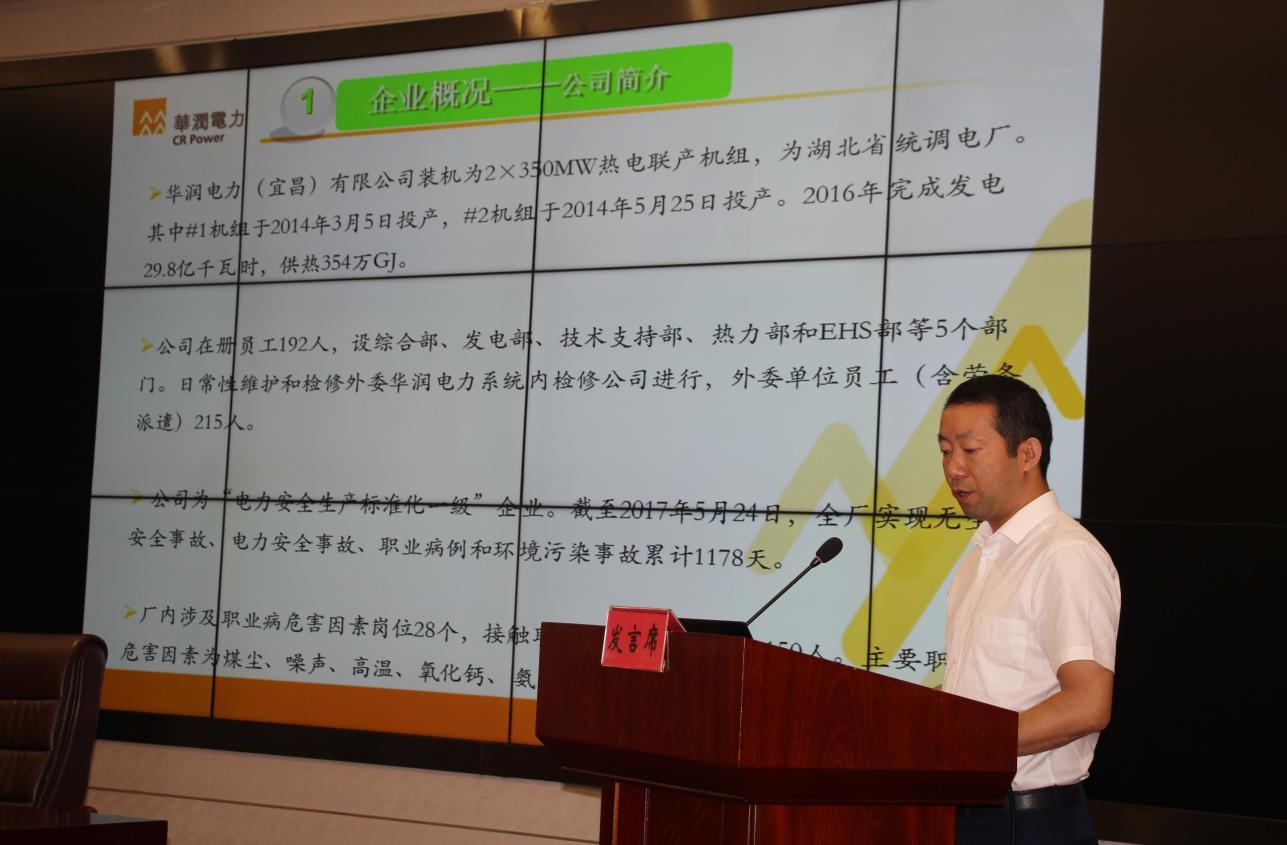 華潤電力
CR Power
1
企业概况——公司简介
➤华润电力（宜昌）有限公司装机为2×350MW热电联产机组，为湖北省统调电厂。
其中#1机组于2014年3月5日投产，#2机组于2014年5月25日投产。2016年完成发电
29.8亿千瓦时，供热354万GJ。
➤公司在册员工192人，设综合部、发电部、技术支持部、热力部和EHS部等5个部
门。日常性维护和检修外委华润电力系统内检修公司进行，外委单位员工（含劳务
派遣）215人。
➤公司为“电力安全生产标准化一级”企业。截至2017年5月24日，全厂实现无
安全事故、电力安全事故、职业病例和环境污染事故累计1178天。
➤厂内涉及职业病危害因素岗位28个，接触
人。主要职
危害因素为煤尘、噪声、高温、氧化钙、氨
发言席